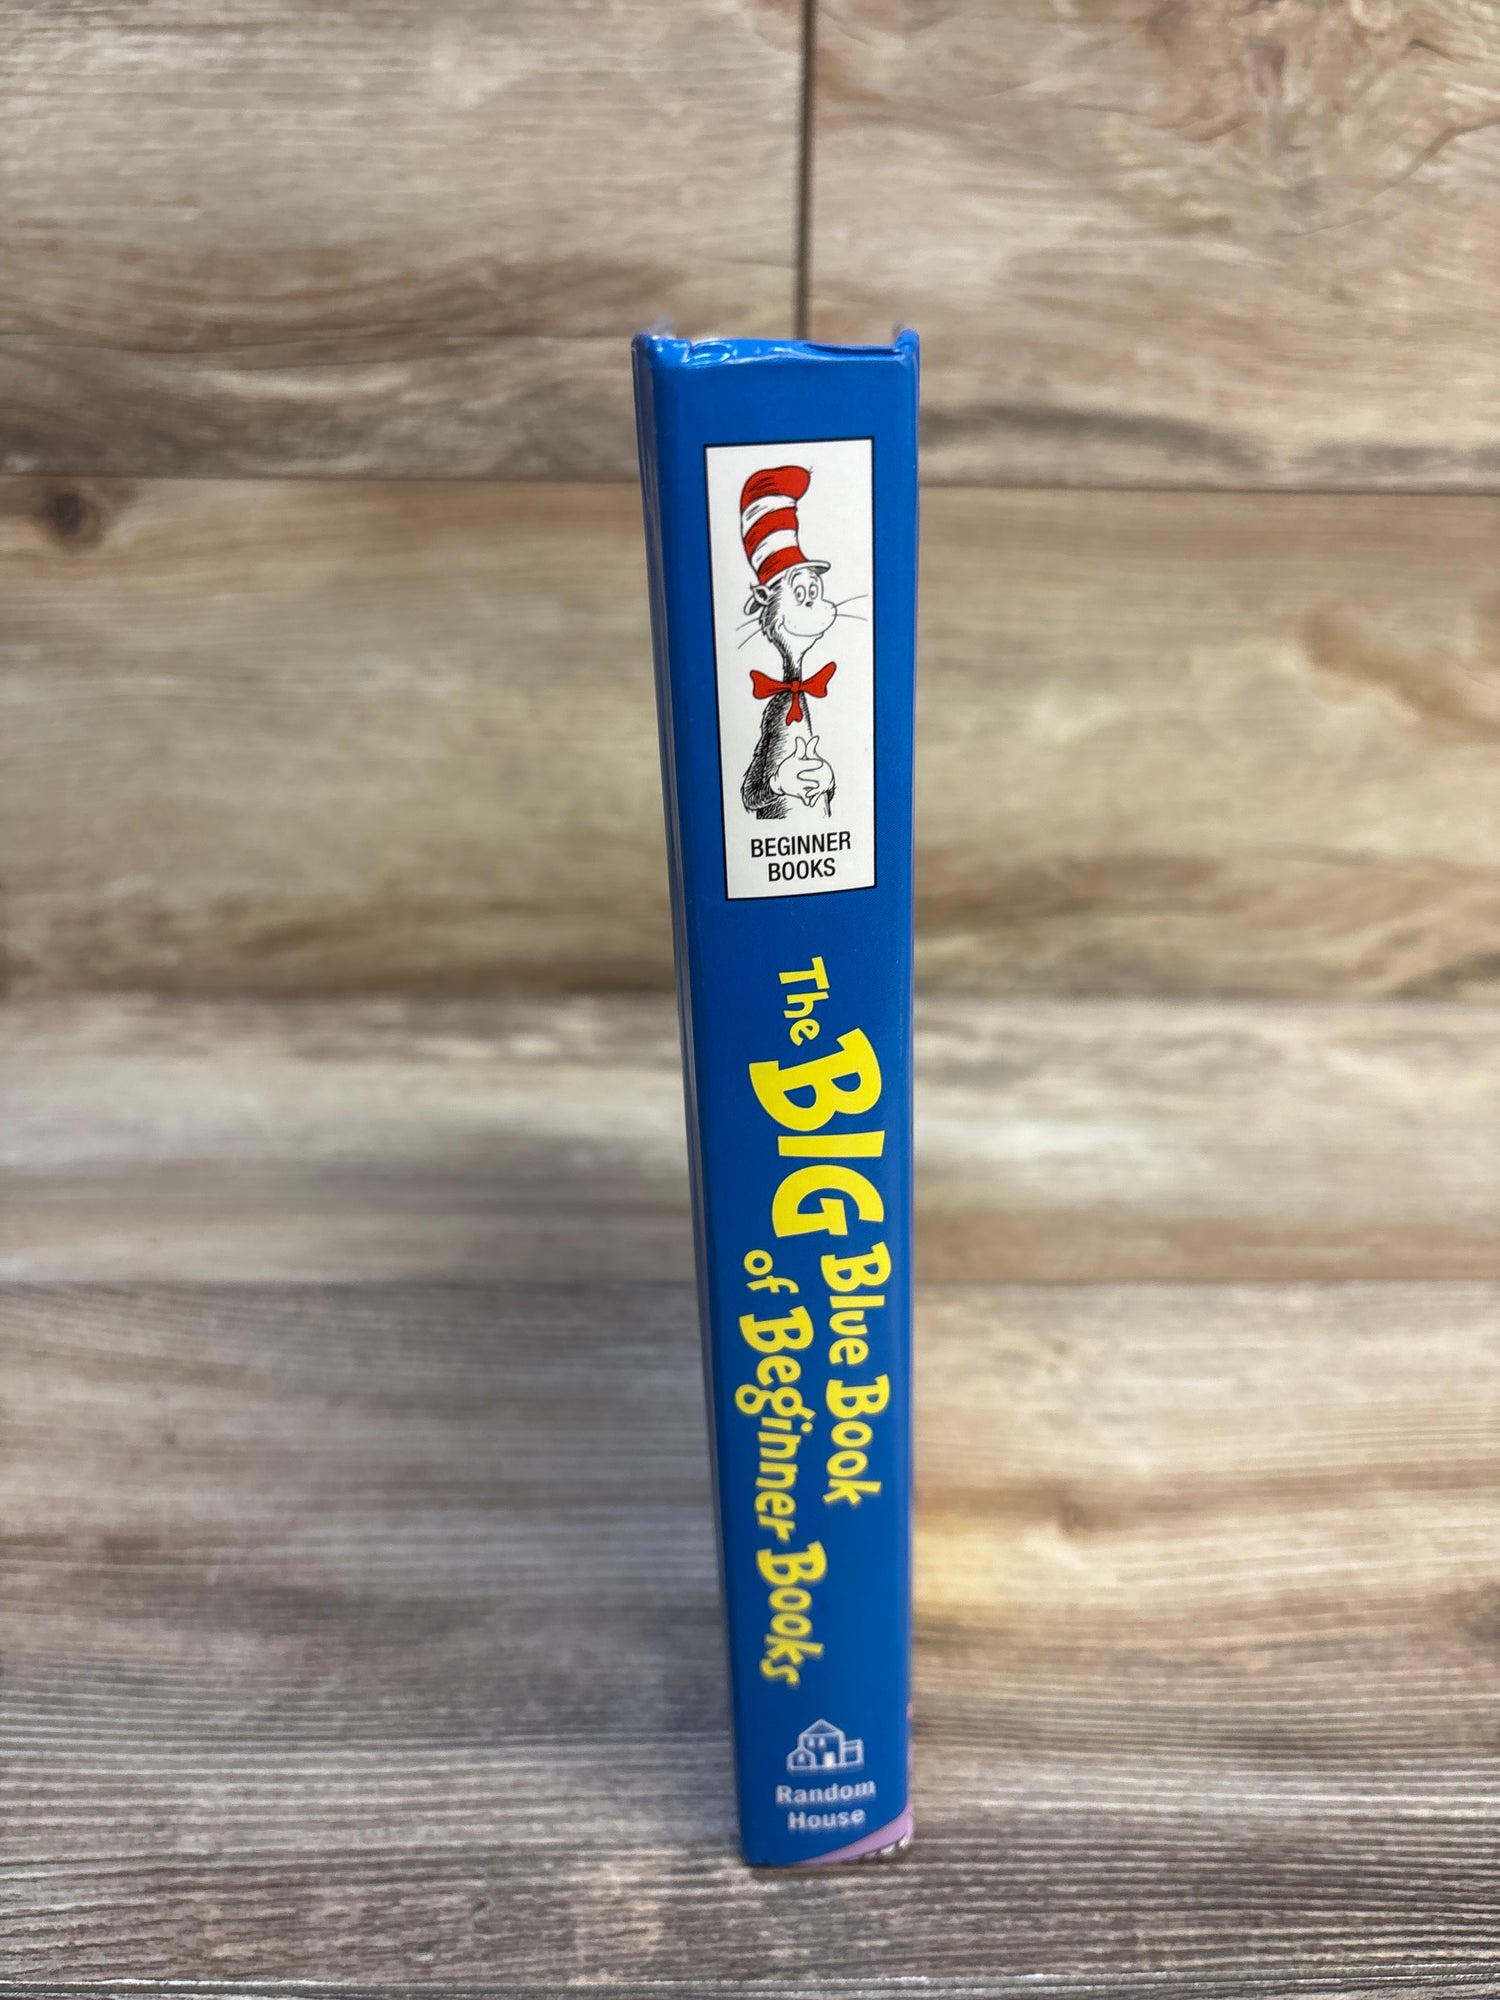 BEGINNER
BOOKS
The BIG Blue Book
of Beginner Books
Random
House